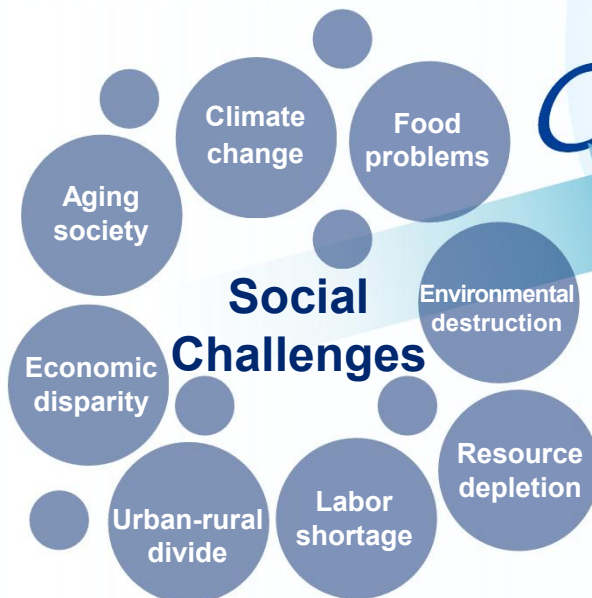 Climate
change
Food
problems
Aging
society
Social
Challenges
Environmental
destruction
Economic
disparity
Resource
depletion
Urban-rural
divide
Labor
shortage